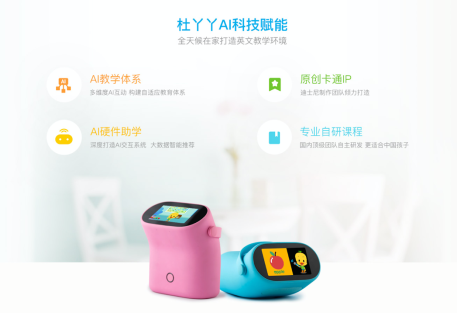 杜丫丫AI科技赋能
全天候在家打造英文教学环境
AI教学体系
多维度AI互动 构建自适应教育体系
原创卡通IP
迪士尼制作团队倾力打造
AI硬件助学
深度打造AI交互系统 大数据智能推荐
专业自研课程
国内顶级团队自主研发 更适合中国孩子